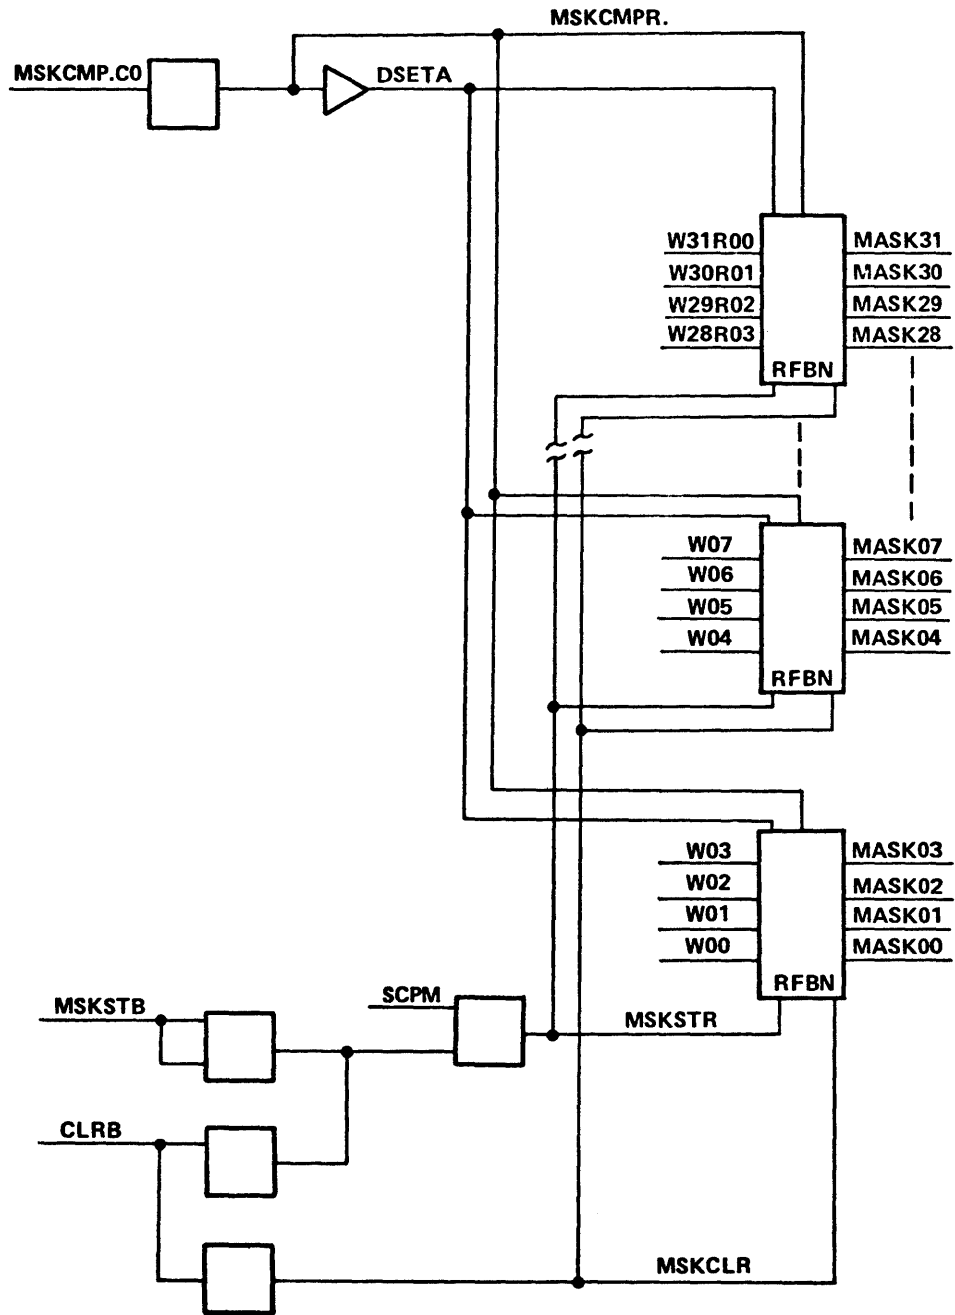 MSKCMPR.
MSKCMP.C0
DSETA
W31R00
MASK31
W30R01
MASK30
W29R02
MASK29
W28R03
MASK28
RFBN
W07
MASK07
W06
MASK06
W05
MASK05
W04
MASK04
RFBN
W03
MASK03
W02
MASK02
W01
MASK01
W00
MASK00
RFBN
SCPM
MSKSTB
MSKSTR
CLRB
MSKCLR